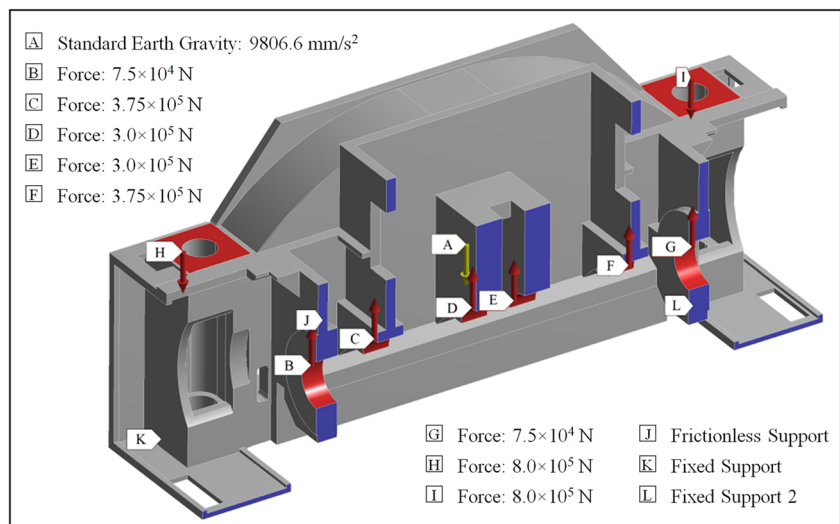 A Standard Earth Gravity: 9806.6 mm/s²
B Force: 7.5×10⁴ N
C Force: 3.75×10⁵ N
D Force: 3.0×10⁵ N
E Force: 3.0×10⁵ N
F Force: 3.75×10⁵ N
I
H
A
G
F
J
D
E
L
C
B
K
G Force: 7.5×10⁴ N
H Force: 8.0×10⁵ N
I Force: 8.0×10⁵ N
J Frictionless Support
K Fixed Support
L Fixed Support 2